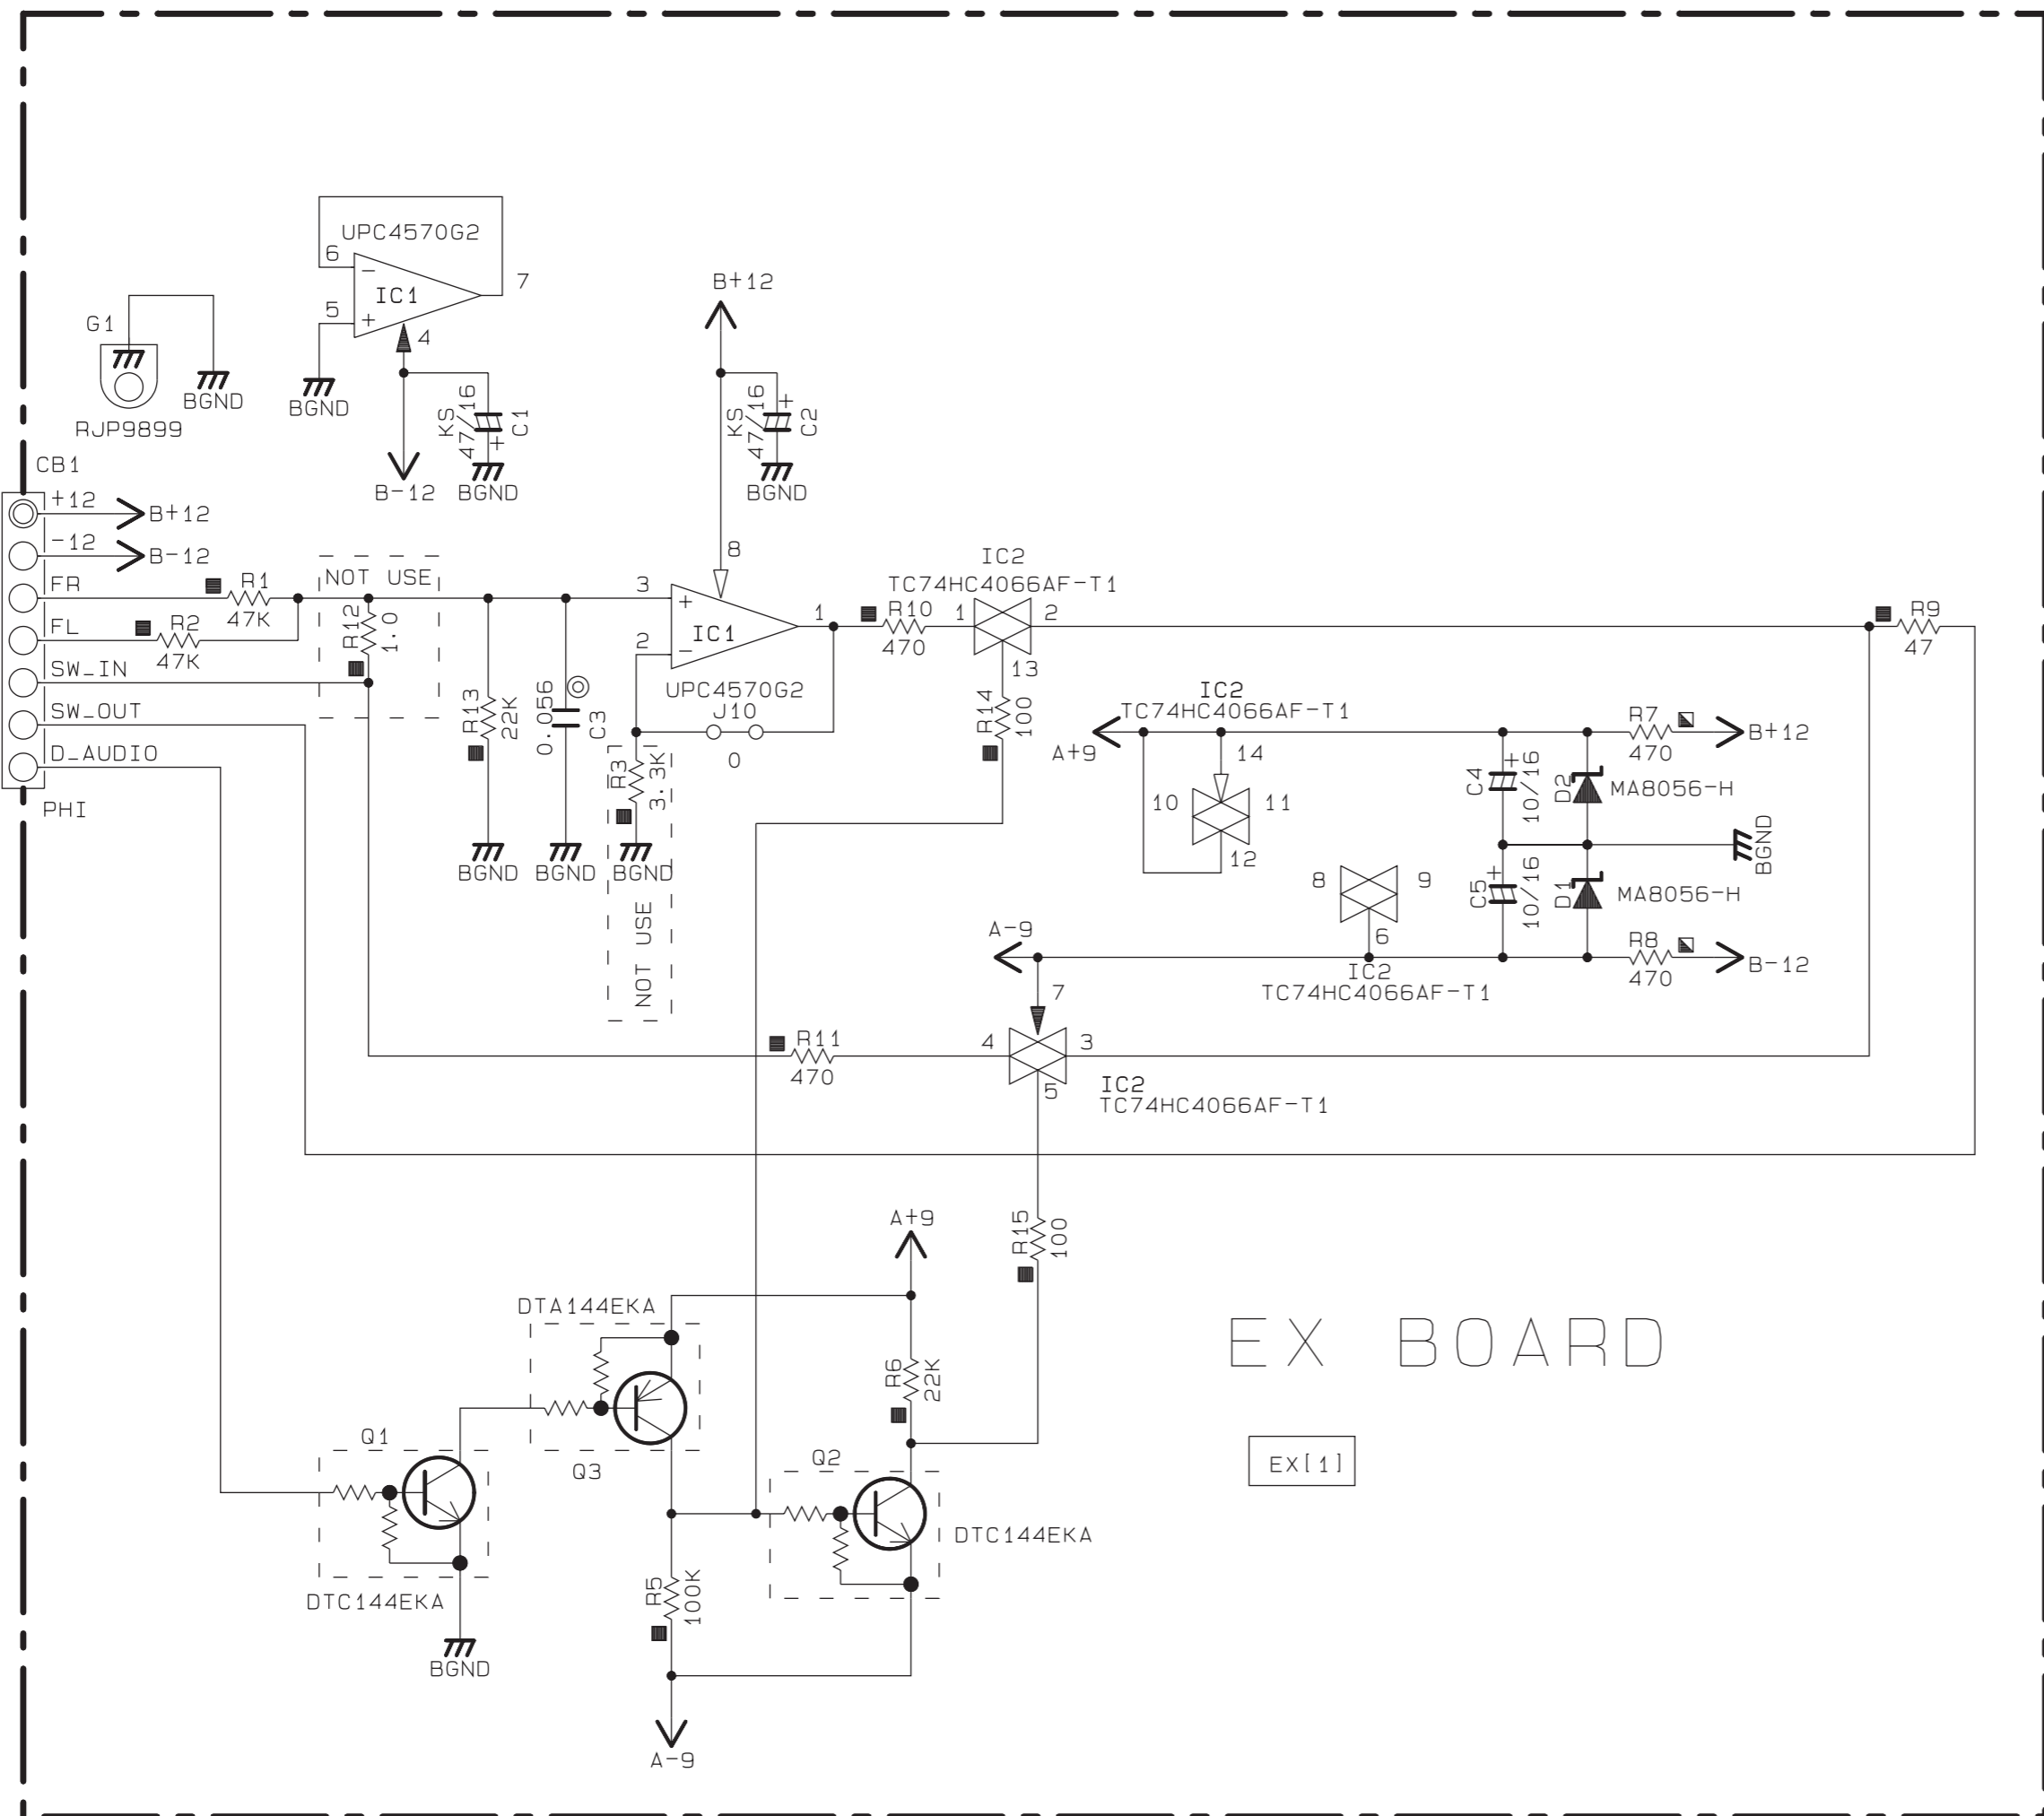 UPC4570G2
6
−
7
IC1
5
+
4
G1
BGND
RJP9899
BGND
KS
47/16
+
C1
B-12
BGND
B+12
KS
47/16
+
C2
BGND
CB1
+12
B+12
-12
B-12
FR
R1
47K
FL
R2
47K
SW_IN
SW_OUT
D_AUDIO
PHI
NOT USE
R12
1.0
R13
22K
BGND
0.056
C3
BGND
8
3
+
2
−
IC1
1
UPC4570G2
J10
0
R3
3.3K
BGND
NOT USE
R10
470
IC2
TC74HC4066AF-T1
1
2
13
R14
100
R9
47
IC2
TC74HC4066AF-T1
A+9
14
10
11
12
R7
470
B+12
C4
+
10/16
D2
MA8056-H
BGND
8
9
6
C5
+
10/16
D1
MA8056-H
A-9
R8
470
B-12
IC2
TC74HC4066AF-T1
7
R11
470
4
3
5
IC2
TC74HC4066AF-T1
R15
100
A+9
DTA144EKA
Q3
R6
22K
Q1
DTC144EKA
BGND
Q2
DTC144EKA
R5
100K
A-9
EX BOARD
EX[1]